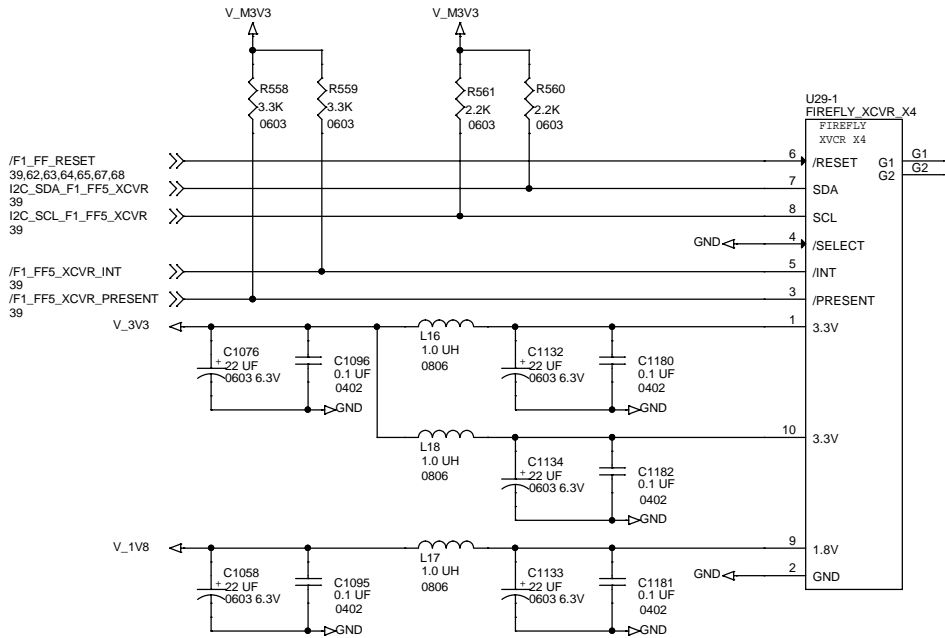 V_M3V3
V_M3V3
R558
3.3K
0603
R559
3.3K
0603
R561
2.2K
0603
R560
2.2K
0603
U29-1
FIREFLY_XCVR_X4
FIREFLY
XVCR X4
/F1_FF_RESET
39,62,63,64,65,67,68
6
/RESET
G1
G1
G2
G2
I2C_SDA_F1_FF5_XCVR
39
7
SDA
I2C_SCL_F1_FF5_XCVR
39
8
SCL
GND
4
/SELECT
/F1_FF5_XCVR_INT
39
5
/INT
/F1_FF5_XCVR_PRESENT
39
3
/PRESENT
V_3V3
1
3.3V
C1076
+
22 UF
0603 6.3V
C1096
0.1 UF
0402
GND
L16
1.0 UH
0806
C1132
+
22 UF
0603 6.3V
C1180
0.1 UF
0402
GND
10
3.3V
L18
1.0 UH
0806
C1134
+
22 UF
0603 6.3V
C1182
0.1 UF
0402
GND
V_1V8
9
1.8V
GND
2
GND
C1058
+
22 UF
0603 6.3V
C1095
0.1 UF
0402
GND
L17
1.0 UH
0806
C1133
+
22 UF
0603 6.3V
C1181
0.1 UF
0402
GND